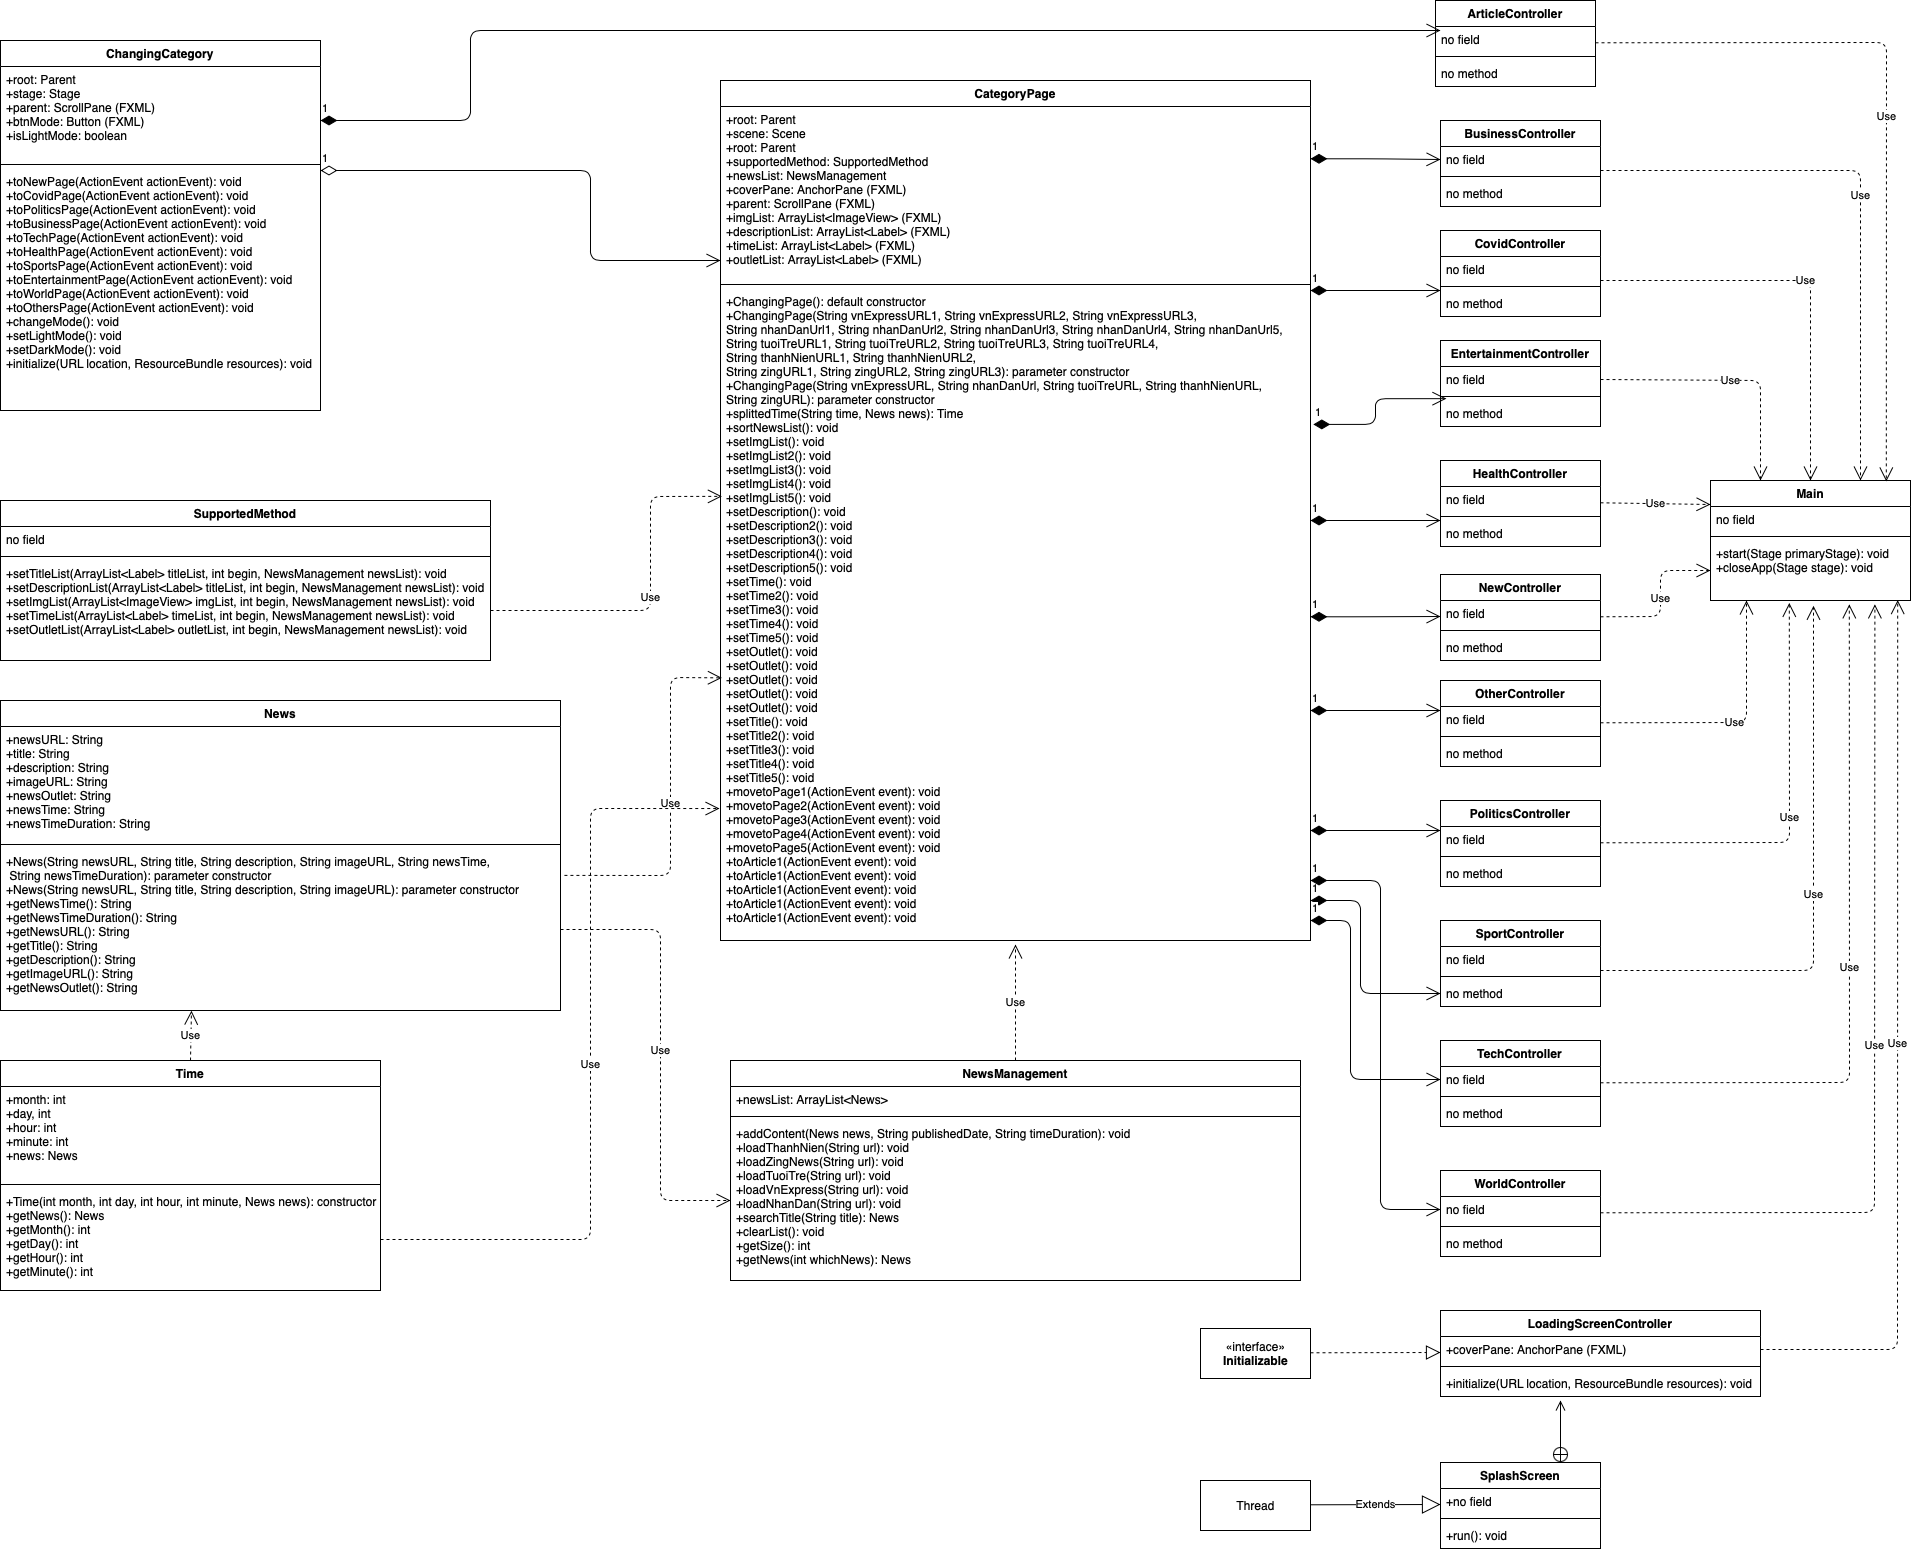 ChangingCategory
+root: Parent
+stage: Stage
+parent: ScrollPane (FXML)
+btnMode: Button (FXML)
+isLightMode: boolean
+toNewPage(ActionEvent actionEvent): void
+toCovidPage(ActionEvent actionEvent): void
+toPoliticsPage(ActionEvent actionEvent): void
+toBusinessPage(ActionEvent actionEvent): void
+toTechPage(ActionEvent actionEvent): void
+toHealthPage(ActionEvent actionEvent): void
+toSportsPage(ActionEvent actionEvent): void
+toEntertainmentPage(ActionEvent actionEvent): void
+toWorldPage(ActionEvent actionEvent): void
+toOthersPage(ActionEvent actionEvent): void
+changeMode(): void
+setLightMode(): void
+setDarkMode(): void
+initialize(URL location, ResourceBundle resources): void
1
1
SupportedMethod
no field
+setTitleList(ArrayList<Label> titleList, int begin, NewsManagement newsList): void
+setDescriptionList(ArrayList<Label> titleList, int begin, NewsManagement newsList): void
+setImgList(ArrayList<ImageView> imgList, int begin, NewsManagement newsList): void
+setTimeList(ArrayList<Label> timeList, int begin, NewsManagement newsList): void
+setOutletList(ArrayList<Label> outletList, int begin, NewsManagement newsList): void
Use
News
+newsURL: String
+title: String
+description: String
+imageURL: String
+newsOutlet: String
+newsTime: String
+newsTimeDuration: String
+News(String newsURL, String title, String description, String imageURL, String newsTime,
String newsTimeDuration): parameter constructor
+News(String newsURL, String title, String description, String imageURL): parameter constructor
+getNewsTime(): String
+getNewsTimeDuration(): String
+getNewsURL(): String
+getTitle(): String
+getDescription(): String
+getImageURL(): String
+getNewsOutlet(): String
Use
Use
Use
Use
Time
+month: int
+day, int
+hour: int
+minute: int
+news: News
+Time(int month, int day, int hour, int minute, News news): constructor
+getNews(): News
+getMonth(): int
+getDay(): int
+getHour(): int
+getMinute(): int
CategoryPage
+root: Parent
+scene: Scene
+root: Parent
+supportedMethod: SupportedMethod
+newsList: NewsManagement
+coverPane: AnchorPane (FXML)
+parent: ScrollPane (FXML)
+imgList: ArrayList<ImageView> (FXML)
+descriptionList: ArrayList<Label> (FXML)
+timeList: ArrayList<Label> (FXML)
+outletList: ArrayList<Label> (FXML)
+ChangingPage(): default constructor
+ChangingPage(String vnExpressURL1, String vnExpressURL2, String vnExpressURL3,
String nhanDanUrl1, String nhanDanUrl2, String nhanDanUrl3, String nhanDanUrl4, String nhanDanUrl5,
String tuoiTreURL1, String tuoiTreURL2, String tuoiTreURL3, String tuoiTreURL4,
String thanhNienURL1, String thanhNienURL2,
String zingURL1, String zingURL2, String zingURL3): parameter constructor
+ChangingPage(String vnExpressURL, String nhanDanUrl, String tuoiTreURL, String thanhNienURL,
String zingURL): parameter constructor
+splittedTime(String time, News news): Time
+sortNewsList(): void
+setImgList(): void
+setImgList2(): void
+setImgList3(): void
+setImgList4(): void
+setImgList5(): void
+setDescription(): void
+setDescription2(): void
+setDescription3(): void
+setDescription4(): void
+setDescription5(): void
+setTime(): void
+setTime2(): void
+setTime3(): void
+setTime4(): void
+setTime5(): void
+setOutlet(): void
+setOutlet(): void
+setOutlet(): void
+setOutlet(): void
+setOutlet(): void
+setTitle(): void
+setTitle2(): void
+setTitle3(): void
+setTitle4(): void
+setTitle5(): void
+movetoPage1(ActionEvent event): void
+movetoPage2(ActionEvent event): void
+movetoPage3(ActionEvent event): void
+movetoPage4(ActionEvent event): void
+movetoPage5(ActionEvent event): void
+toArticle1(ActionEvent event): void
+toArticle1(ActionEvent event): void
+toArticle1(ActionEvent event): void
+toArticle1(ActionEvent event): void
+toArticle1(ActionEvent event): void
Use
NewsManagement
+newsList: ArrayList<News>
+addContent(News news, String publishedDate, String timeDuration): void
+loadThanhNien(String url): void
+loadZingNews(String url): void
+loadTuoiTre(String url): void
+loadVnExpress(String url): void
+loadNhanDan(String url): void
+searchTitle(String title): News
+clearList(): void
+getSize(): int
+getNews(int whichNews): News
1
1
1
1
1
1
1
1
1
1
ArticleController
no field
no method
Use
BusinessController
no field
no method
Use
CovidController
no field
no method
Use
EntertainmentController
no field
no method
Use
HealthController
no field
no method
Use
NewController
no field
no method
Use
OtherController
no field
no method
Use
PoliticsController
no field
no method
Use
SportController
no field
no method
Use
TechController
no field
no method
Use
WorldController
no field
no method
Use
Use
Main
no field
+start(Stage primaryStage): void
+closeApp(Stage stage): void
«interface»
Initializable
LoadingScreenController
+coverPane: AnchorPane (FXML)
+initialize(URL location, ResourceBundle resources): void
Thread
Extends
SplashScreen
+no field
+run(): void